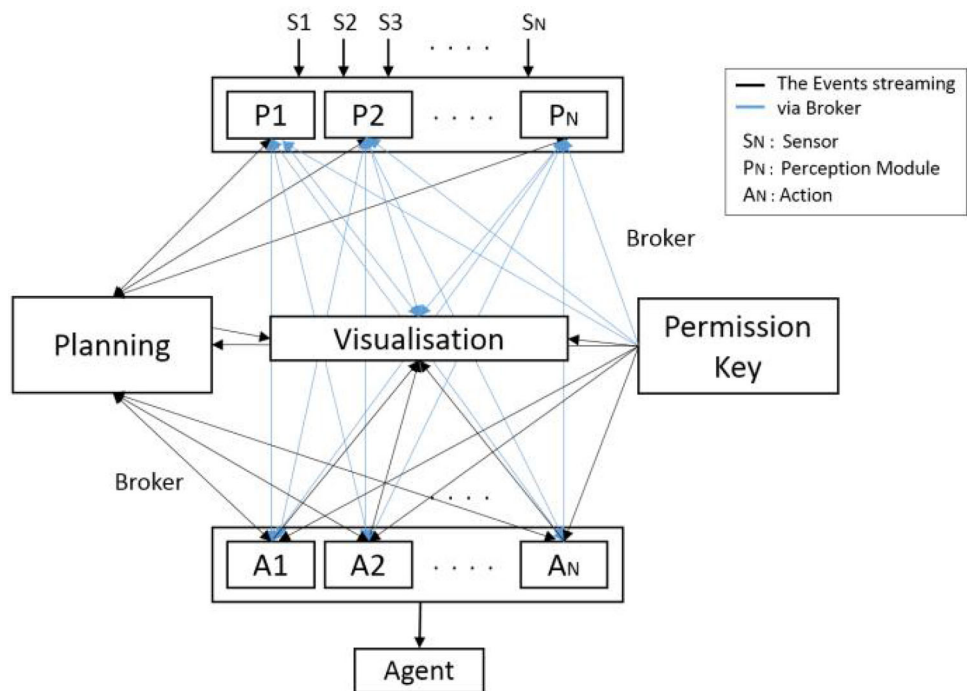 S1 S2 S3 . . . . SN
P1 P2 . . . . PN
The Events streaming
via Broker
SN : Sensor
PN : Perception Module
AN : Action
Broker
Planning
Visualisation
Permission
Key
Broker
. . . .
A1 A2 . . . . AN
Agent